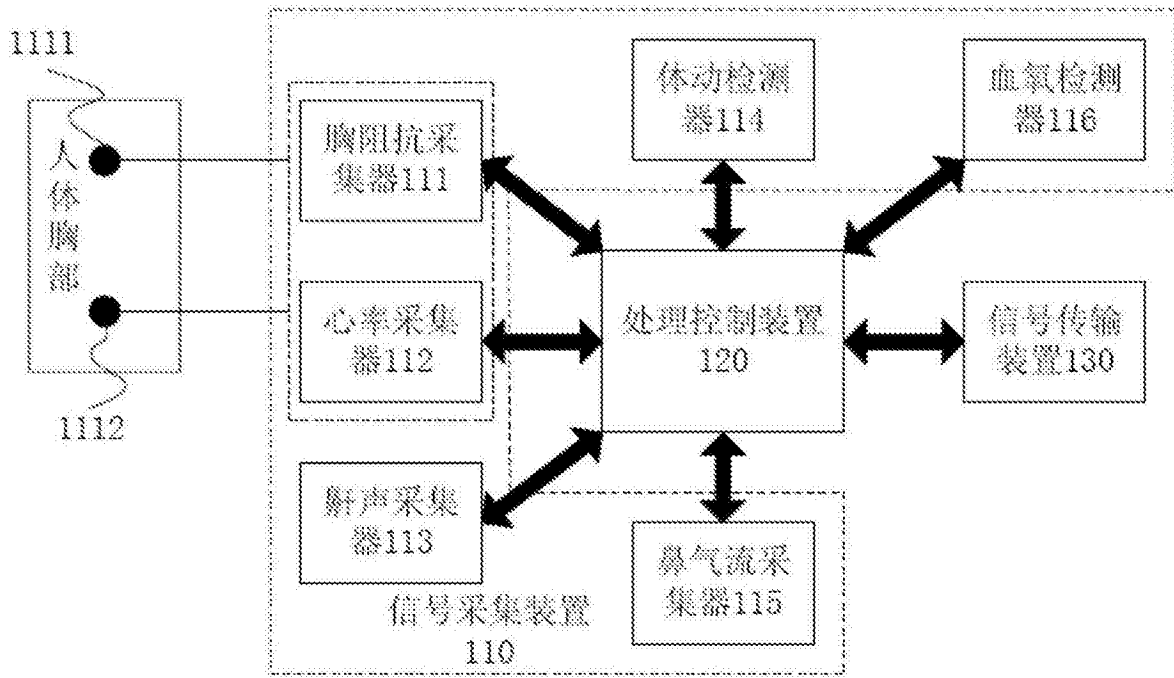 1111
人体胸部
1112
胸阻抗采
集器111
心率采集
器112
鼾声采集
器113
体动检测
器114
血氧检测
器116
处理控制装置
120
信号传输
装置130
鼻气流采
集器115
信号采集装置
110